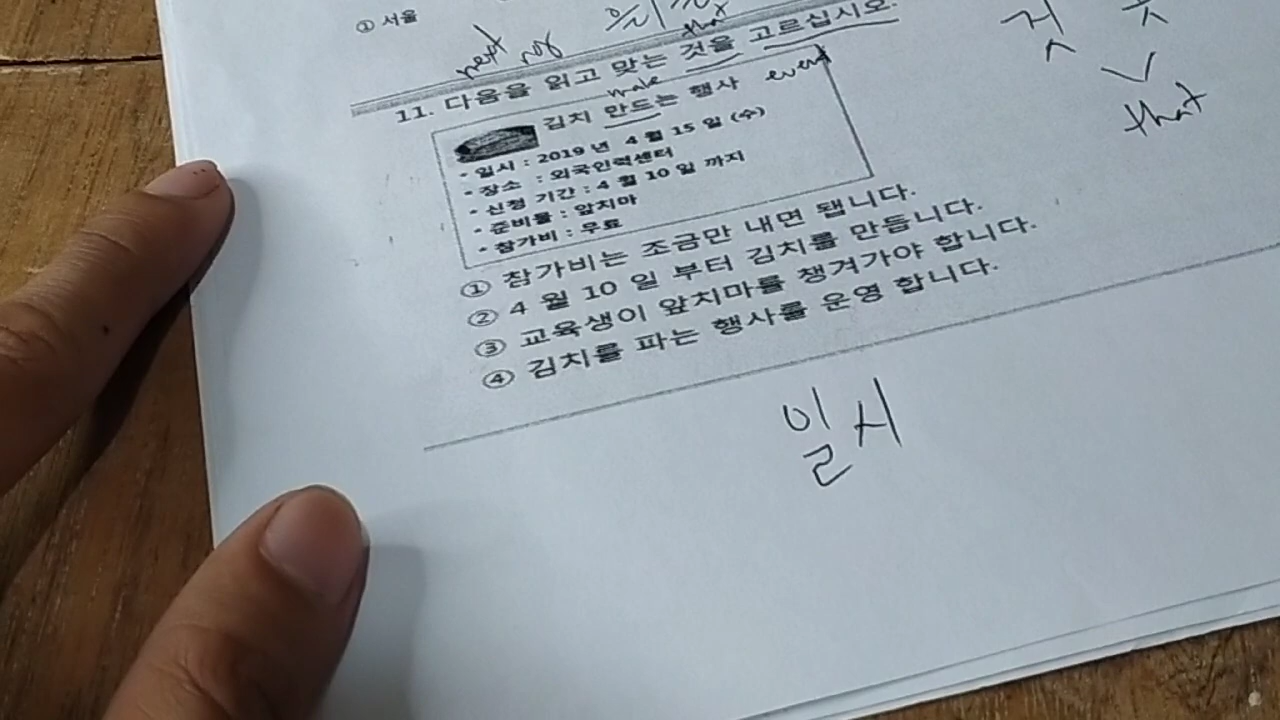 ① 서울
것
that
next
that
11. 다음을 읽고 맞는 것을 고르십시오.
make
event
김치 만드는 행사
- 일시 : 2019 년 4 월 15 일 (수)
- 장소 : 외국인력센터
- 신청 기간 : 4 월 10 일 까지
- 준비물 : 앞치마
- 참가비 : 무료
① 참가비는 조금만 내면 됩니다.
② 4 월 10 일 부터 김치를 만듭니다.
③ 교육생이 앞치마를 챙겨가야 합니다.
④ 김치를 파는 행사를 운영 합니다.
일시